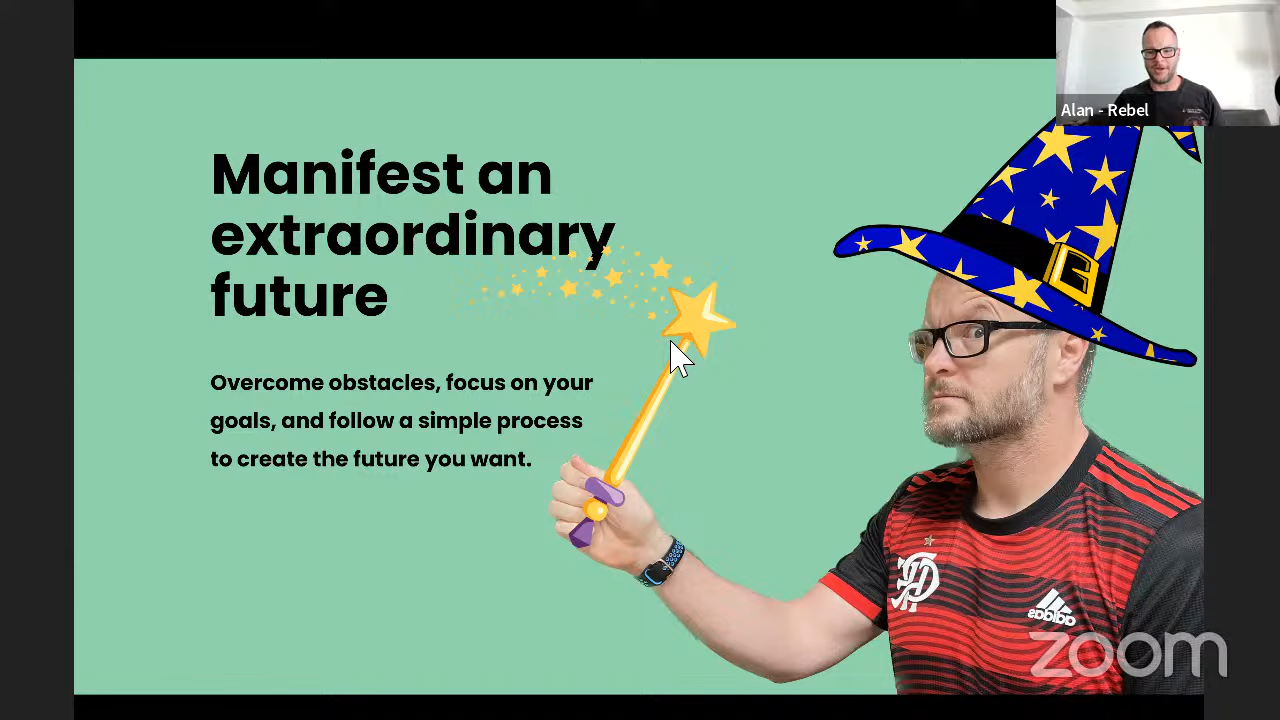 Alan - Rebel
Manifest an
extraordinary
future
Overcome obstacles, focus on your
goals, and follow a simple process
to create the future you want.
adidas
zoom